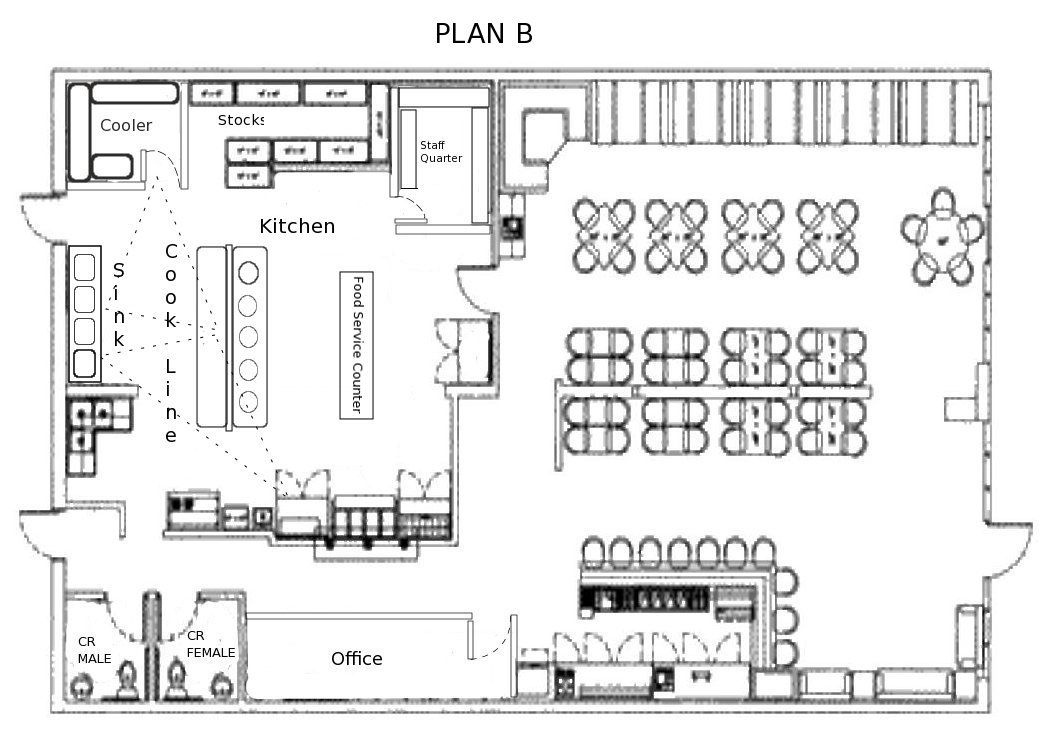 PLAN B
Cooler
Stocks
Staff
Quarter
Kitchen
Sink
Cook Line
Food Service Counter
CR
MALE
CR
FEMALE
Office